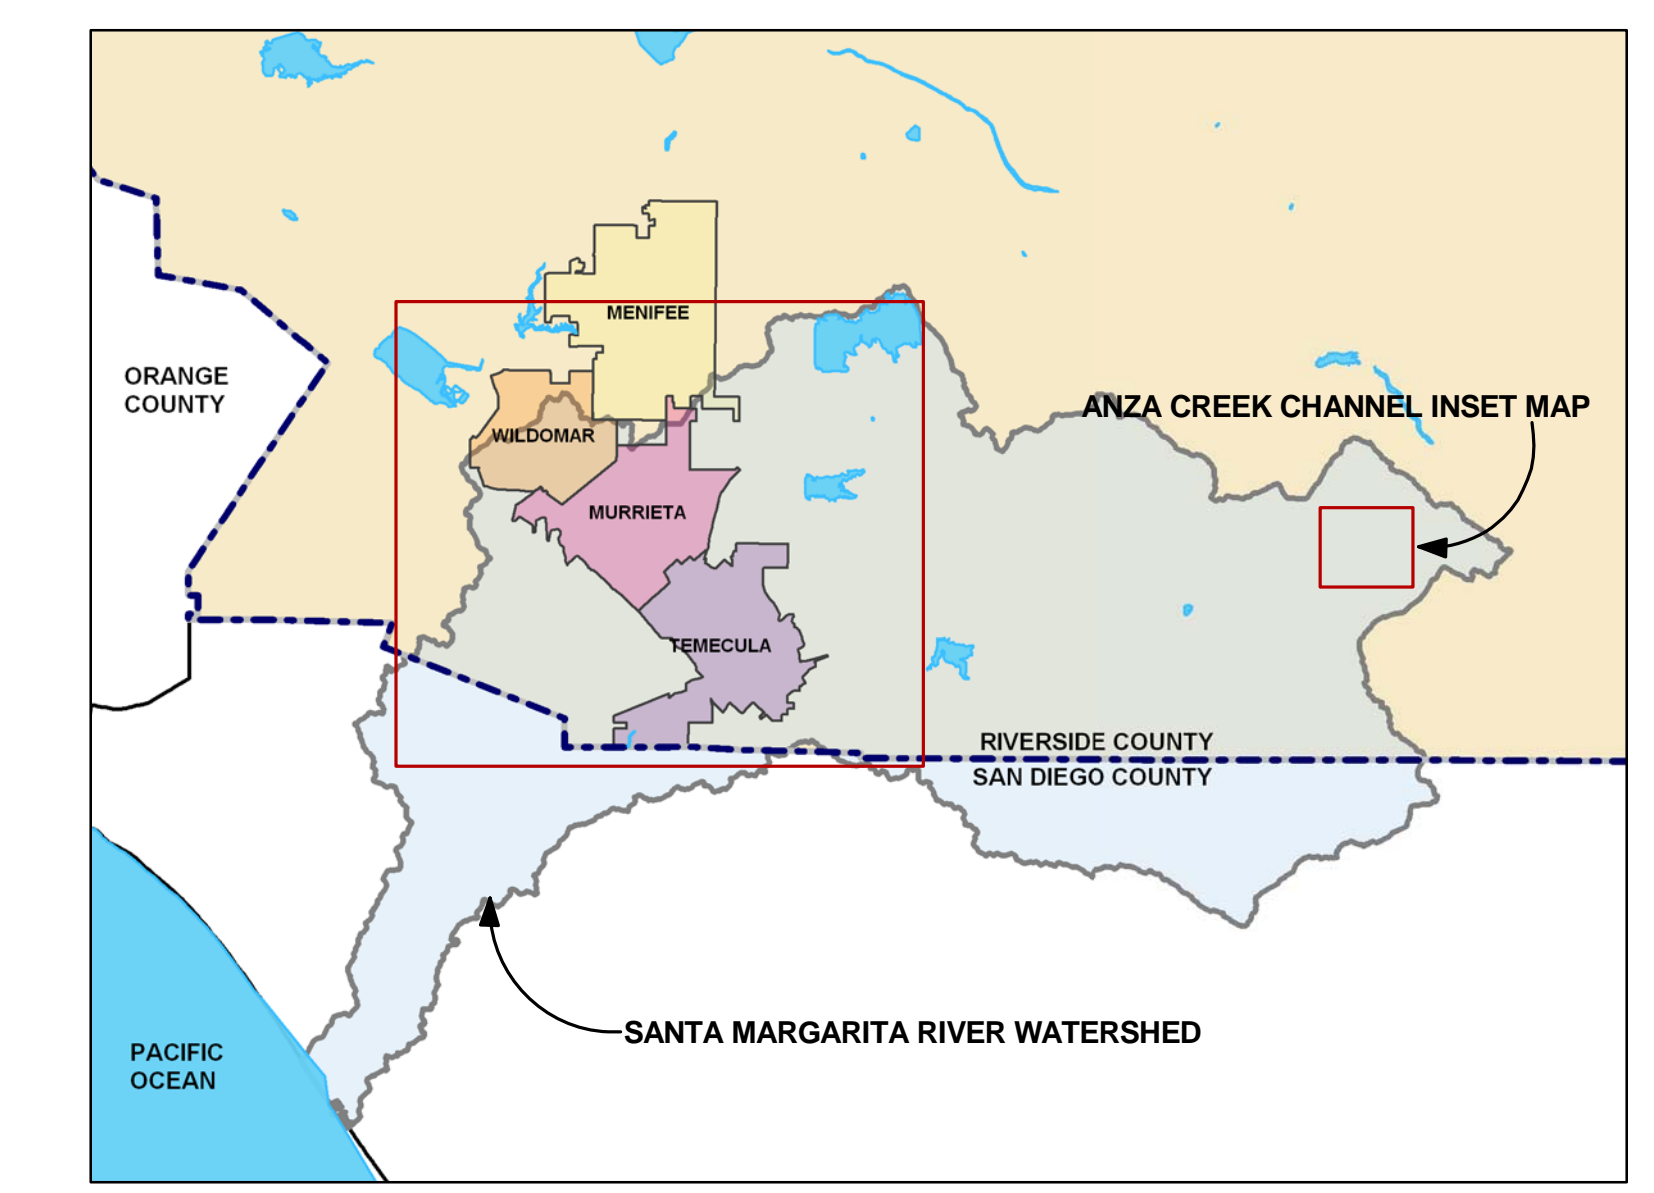 MENIFEE
ORANGE
COUNTY
ANZA CREEK CHANNEL INSET MAP
WILDOMAR
MURRIETA
TEMECULA
RIVERSIDE COUNTY
SAN DIEGO COUNTY
SANTA MARGARITA RIVER WATERSHED
PACIFIC
OCEAN